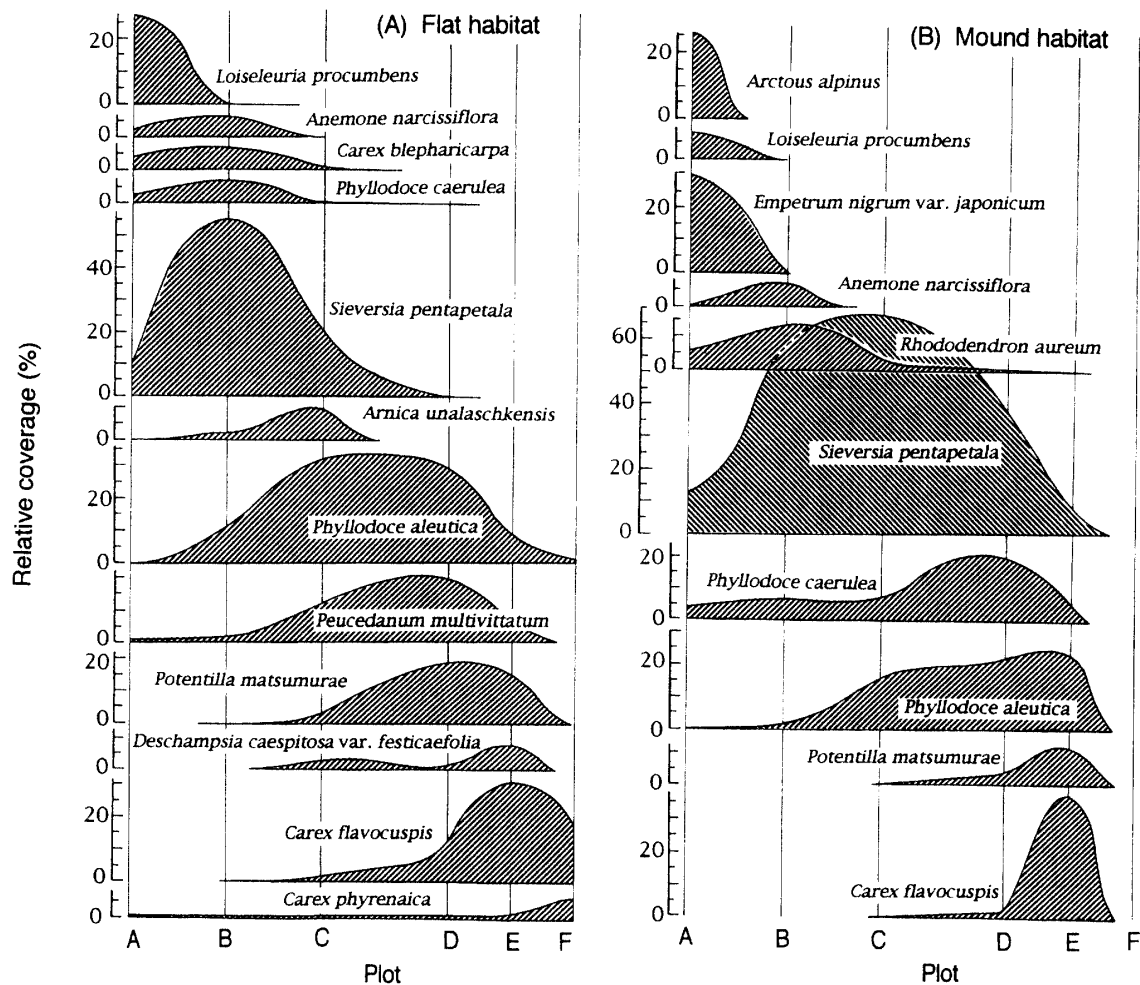 Relative coverage (%)
(A) Flat habitat
20
0
Loiseleuria procumbens
0
Anemone narcissiflora
0
Carex blepharicarpa
0
Phyllodoce caerulea
40
20
0
Sieversia pentapetala
0
Arnica unalaschkensis
20
0
Phyllodoce aleutica
0
Peucedanum multivittatum
20
0
Potentilla matsumurae
0
Deschampsia caespitosa var. festicaefolia
20
0
Carex flavocuspis
0
Carex phyrenaica
A B C D E F
Plot
(B) Mound habitat
20
0
Arctous alpinus
0
Loiseleuria procumbens
20
0
Empetrum nigrum var. japonicum
0
Anemone narcissiflora
0
Rhododendron aureum
60
40
20
0
Sieversia pentapetala
20
0
Phyllodoce caerulea
20
0
Phyllodoce aleutica
0
Potentilla matsumurae
20
0
Carex flavocuspis
A B C D E F
Plot